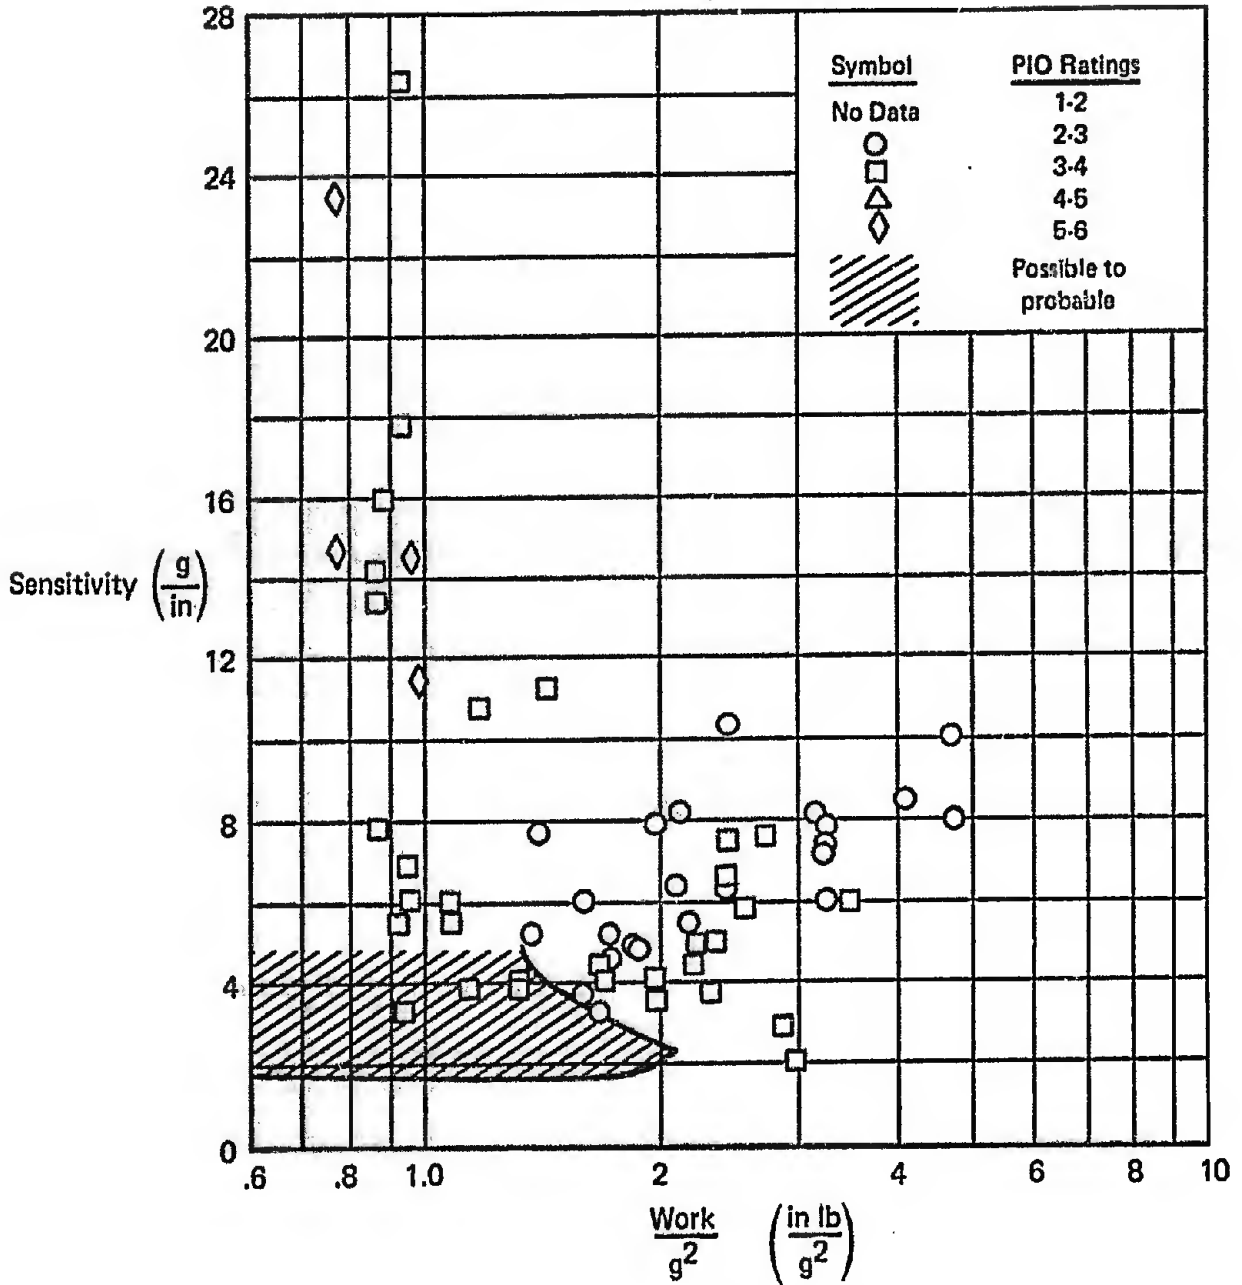 28
24
20
16
12
8
4
0
Sensitivity (g/in)
Symbol PIO Ratings
No Data 1-2
2-3
3-4
4-5
5-6
Possible to
probable
.6 .8 1.0 2 4 6 8 10
Work/g² (in lb/g²)